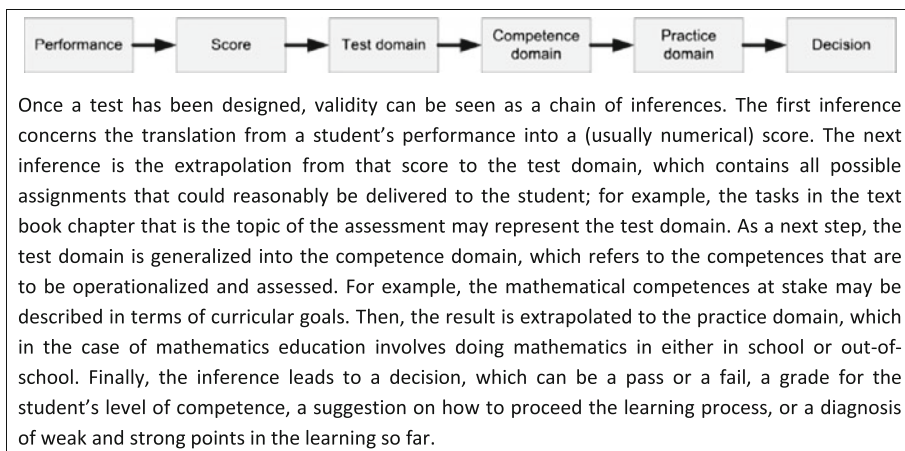 Performance Score Test domain Competence domain Practice domain Decision
Once a test has been designed, validity can be seen as a chain of inferences. The first inference
concerns the translation from a student’s performance into a (usually numerical) score. The next
inference is the extrapolation from that score to the test domain, which contains all possible
assignments that could reasonably be delivered to the student; for example, the tasks in the text
book chapter that is the topic of the assessment may represent the test domain. As a next step, the
test domain is generalized into the competence domain, which refers to the competences that are
to be operationalized and assessed. For example, the mathematical competences at stake may be
described in terms of curricular goals. Then, the result is extrapolated to the practice domain, which
in the case of mathematics education involves doing mathematics in either in school or out-of-
school. Finally, the inference leads to a decision, which can be a pass or a fail, a grade for the
student’s level of competence, a suggestion on how to proceed the learning process, or a diagnosis
of weak and strong points in the learning so far.